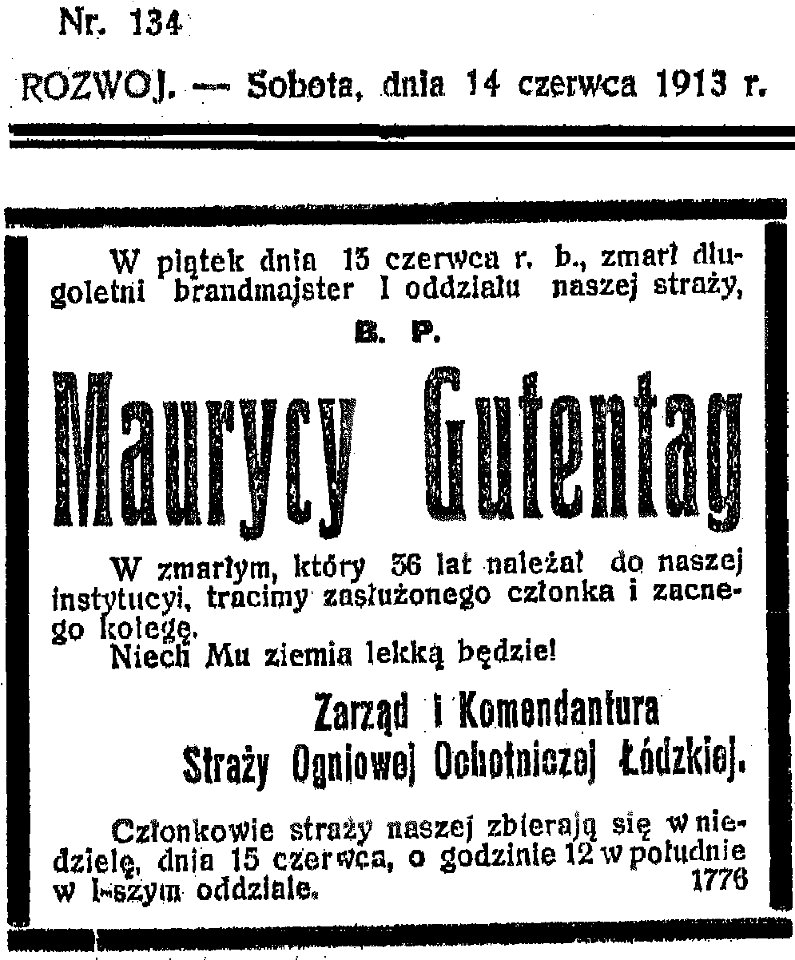 Nr. 134
ROZWOJ. — Sobota, dnia 14 czerwca 1913 r.
W piątek dnia 13 czerwca r. b., zmarł dłu-
goletni brandmajster I oddziału naszej straży,
B. P.
Maurycy Gutentag
W zmarłym, który 36 lat należał do naszej
instytucyi, tracimy zasłużonego członka i zacne-
go kolegę.
Niech Mu ziemia lekką będzie!
Zarząd i Komendantura
Straży Ogniowej Ochotniczej Łódzkiej.
Członkowie straży naszej zbierają się w nie-
dzielę, dnia 15 czerwca, o godzinie 12 w południe
w I-szym oddziale.
1776